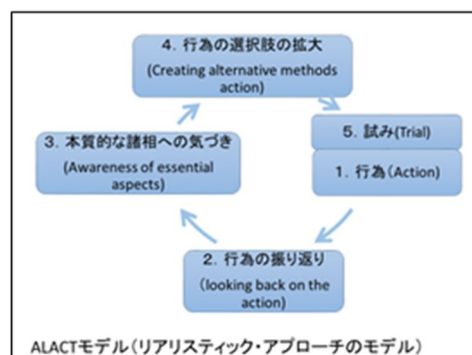 4. 行為の選択肢の拡大
(Creating alternative methods
action)
5. 試み(Trial)
1. 行為(Action)
3. 本質的な諸相への気づき
(Awareness of essential
aspects)
2. 行為の振り返り
(looking back on the
action)
ALACTモデル(リアリスティック・アプローチのモデル)